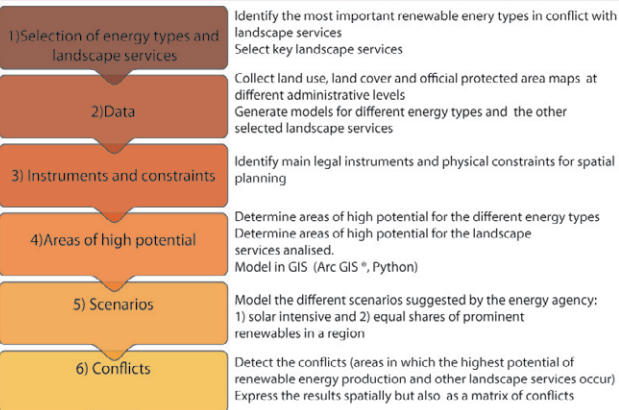 1)Selection of energy types and
landscape services
Identify the most important renewable enery types in conflict with
landscape services
Select key landscape services
2)Data
Collect land use, land cover and official protected area maps at
different administrative levels
Generate models for different energy types and the other
selected landscape services
3) Instruments and constraints
Identify main legal instruments and physical constraints for spatial
planning
4)Areas of high potential
Determine areas of high potential for the different energy types
Determine areas of high potential for the landscape
services analised.
Model in GIS (Arc GIS ®, Python)
5) Scenarios
Model the different scenarios suggested by the energy agency:
1) solar intensive and 2) equal shares of prominent
renewables in a region
6) Conflicts
Detect the conflicts (areas in which the highest potential of
renewable energy production and other landscape services occur)
Express the results spatially but also as a matrix of conflicts